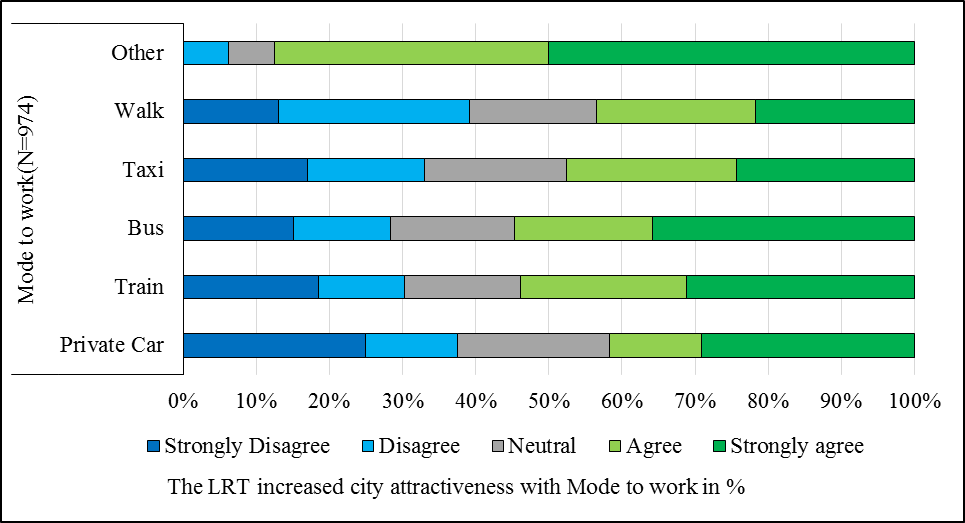 Mode to work(N=974)
Other
Walk
Taxi
Bus
Train
Private Car
0% 10% 20% 30% 40% 50% 60% 70% 80% 90% 100%
Strongly Disagree Disagree Neutral Agree Strongly agree
The LRT increased city attractiveness with Mode to work in %